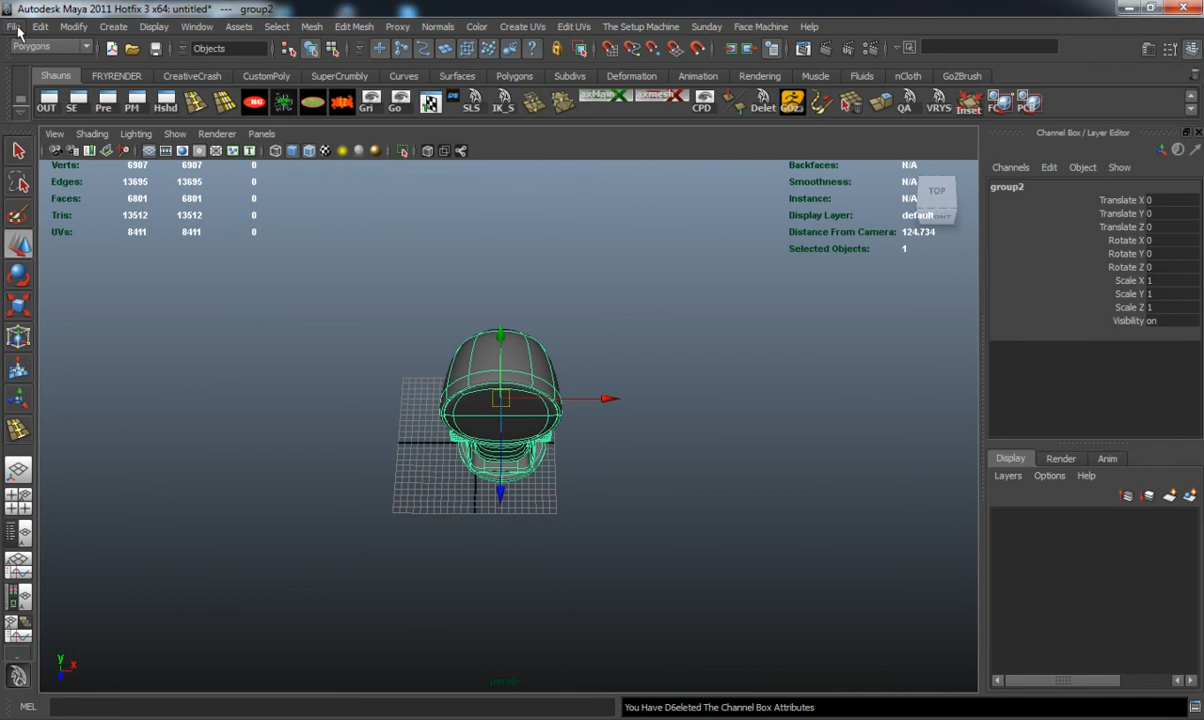 Autodesk Maya 2011 Hotfix 3 x64: untitled*   ---   group2
File Edit Modify Create Display Window Assets Select Mesh Edit Mesh Proxy Normals Color Create UVs Edit UVs The Setup Machine Sunday Face Machine Help
Polygons Objects
Shauns FRYRENDER CreativeCrash CustomPoly SuperCrumbly Curves Surfaces Polygons Subdivs Deformation Animation Rendering Muscle Fluids nCloth GoZBrush
OUT SE Pre PM Hshd Gri Go SLS IK_S axMain axmesh CPD Delet GOZ3 QA VRYS Inset FC PCB
View Shading Lighting Show Renderer Panels
Channel Box / Layer Editor
Channels Edit Object Show
Verts: 6907 6907 0
Edges: 13695 13695 0
Faces: 6801 6801 0
Tris: 13512 13512 0
UVs: 8411 8411 0
Backfaces: N/A
Smoothness: N/A
Instance: N/A
Display Layer: default
Distance From Camera: 124.734
Selected Objects: 1
TOP
group2
Translate X 0
Translate Y 0
Translate Z 0
Rotate X 0
Rotate Y 0
Rotate Z 0
Scale X 1
Scale Y 1
Scale Z 1
Visibility on
Display Render Anim
Layers Options Help
y
x
z
persp
MEL
You Have D6eleted The Channel Box Attributes